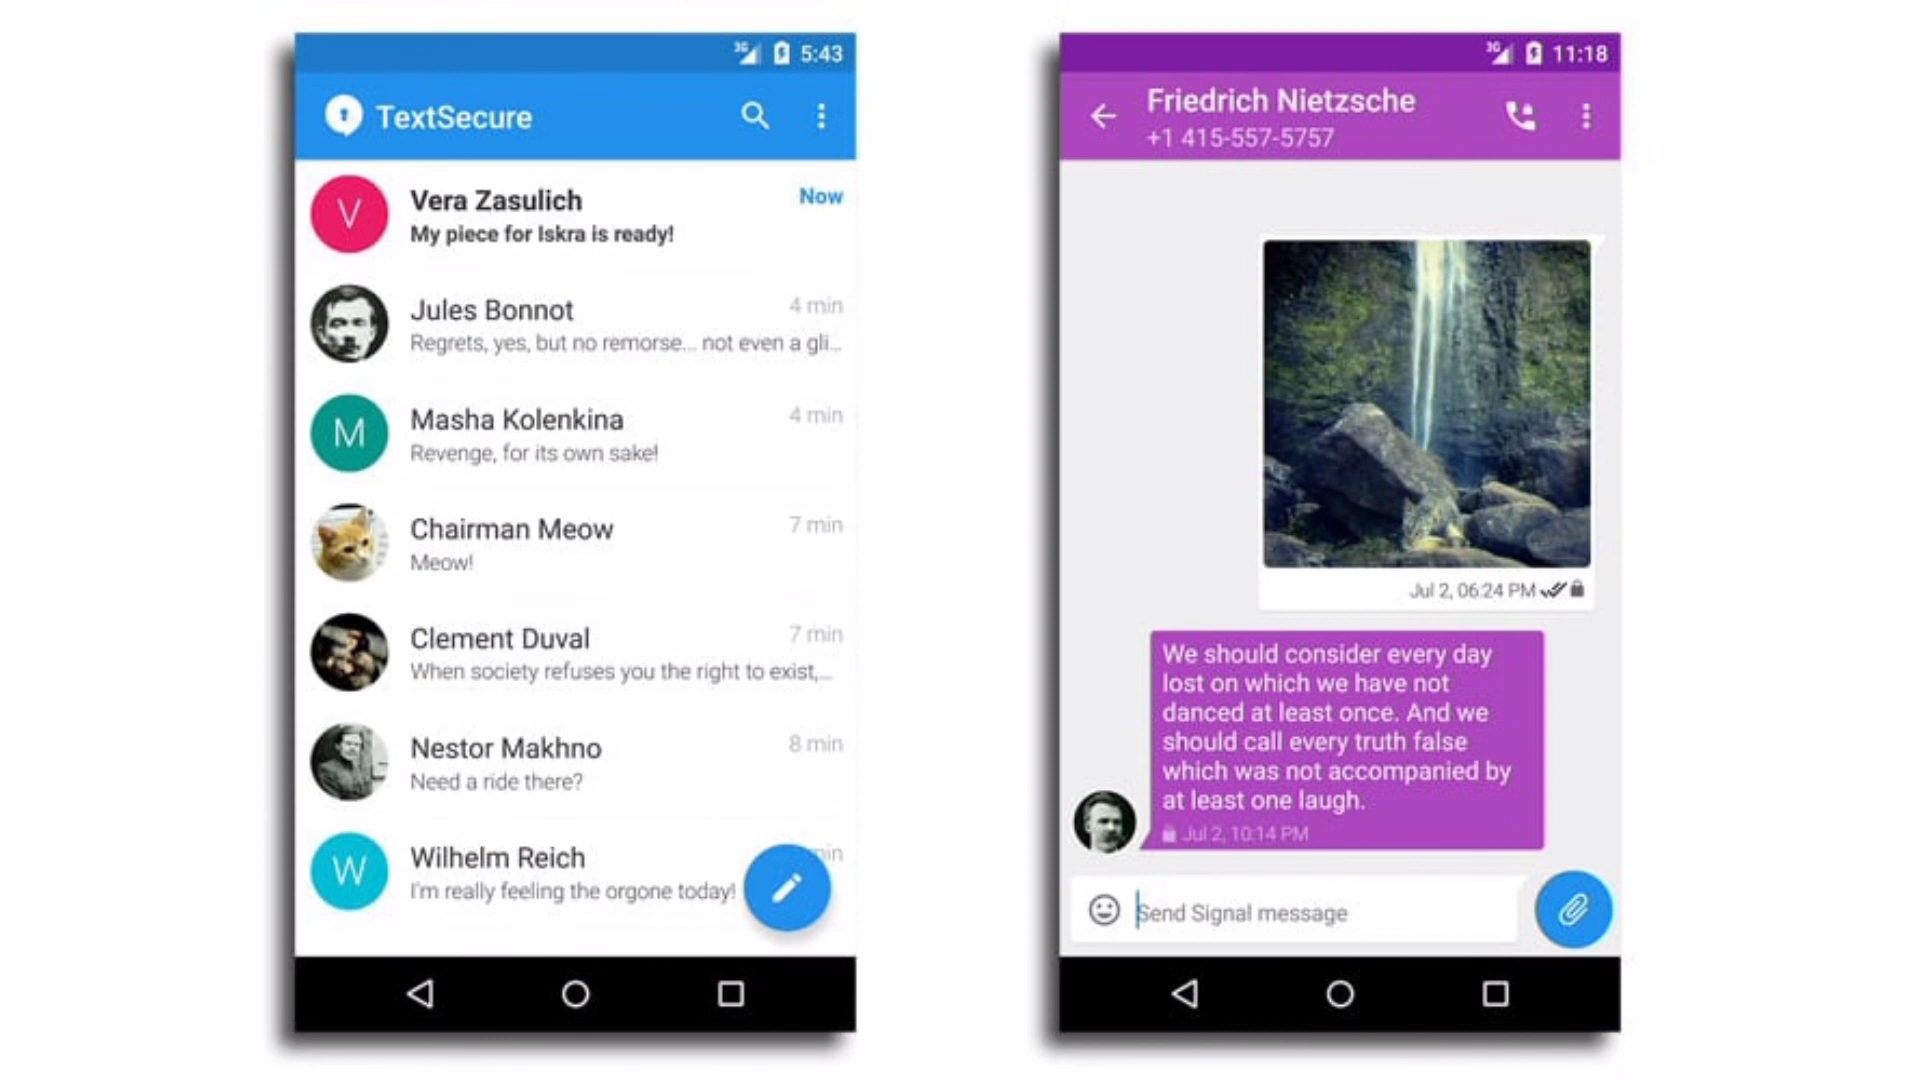 3G 5:43
TextSecure
V
Vera Zasulich
Now
My piece for Iskra is ready!
Jules Bonnot
4 min
Regrets, yes, but no remorse... not even a gli...
M
Masha Kolenkina
4 min
Revenge, for its own sake!
Chairman Meow
7 min
Meow!
Clement Duval
7 min
When society refuses you the right to exist,...
Nestor Makhno
8 min
Need a ride there?
W
Wilhelm Reich
I'm really feeling the orgone today!
3G 11:18
Friedrich Nietzsche
+1 415-557-5757
Jul 2, 06:24 PM
We should consider every day
lost on which we have not
danced at least once. And we
should call every truth false
which was not accompanied by
at least one laugh.
Jul 2, 10:14 PM
Send Signal message